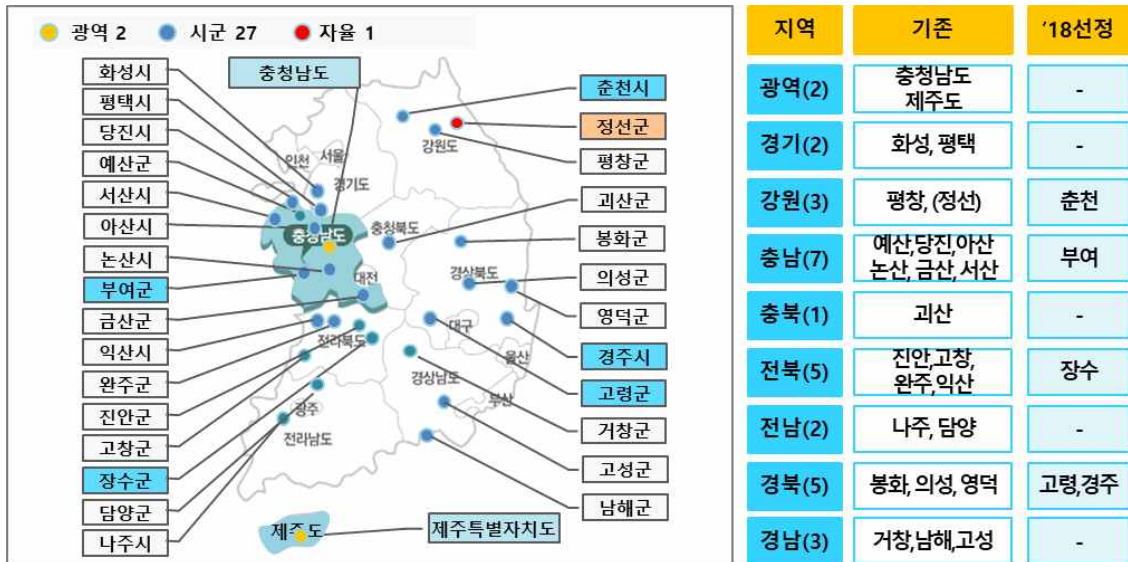 광역 2
시군 27
자율 1
화성시
평택시
당진시
예산군
서산시
아산시
논산시
부여군
금산군
익산시
완주군
진안군
고창군
장수군
담양군
나주시
충청남도
인천
서울
경기도
강원도
충청남도
충청북도
대전
경상북도
전라북도
대구
울산
경상남도
부산
광주
전라남도
제주도
제주특별자치도
춘천시
정선군
평창군
괴산군
봉화군
의성군
영덕군
경주시
고령군
거창군
고성군
남해군
지역 기존 '18선정
광역(2) 충청남도
제주도 -
경기(2) 화성, 평택 -
강원(3) 평창, (정선) 춘천
충남(7) 예산,당진,아산
논산, 금산, 서산 부여
충북(1) 괴산 -
전북(5) 진안,고창,
완주,익산 장수
전남(2) 나주, 담양 -
경북(5) 봉화, 의성, 영덕 고령,경주
경남(3) 거창,남해,고성 -